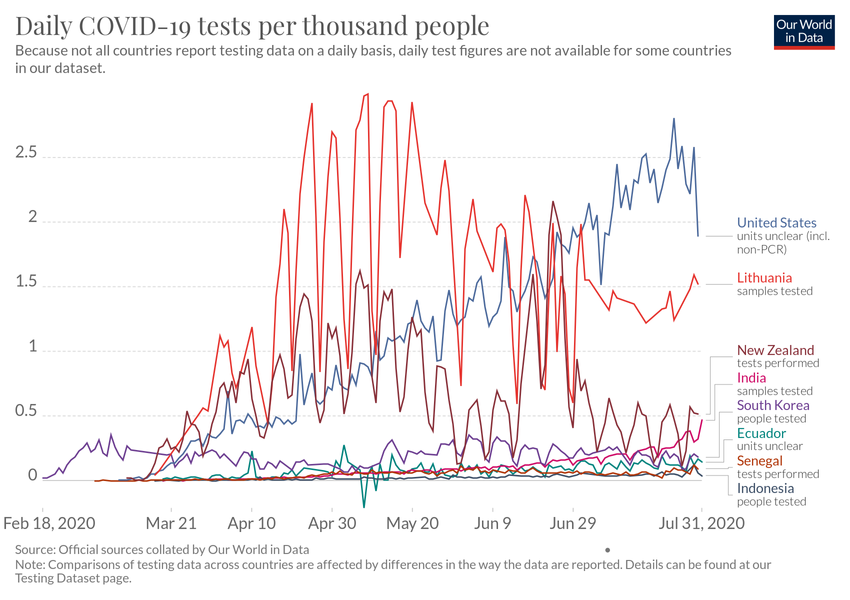 Daily COVID-19 tests per thousand people
Our World
in Data
Because not all countries report testing data on a daily basis, daily test figures are not available for some countries
in our dataset.
2.5
2
1.5
1
0.5
0
United States
units unclear (incl.
non-PCR)
Lithuania
samples tested
New Zealand
tests performed
India
samples tested
South Korea
people tested
Ecuador
units unclear
Senegal
tests performed
Indonesia
people tested
Feb 18, 2020 Mar 21 Apr 10 Apr 30 May 20 Jun 9 Jun 29 Jul 31, 2020
Source: Official sources collated by Our World in Data
Note: Comparisons of testing data across countries are affected by differences in the way the data are reported. Details can be found at our
Testing Dataset page.